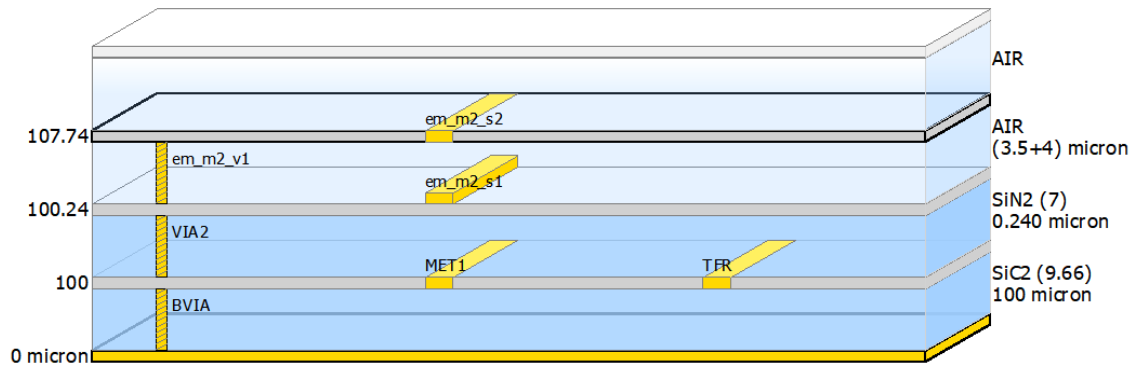 AIR
em_m2_s2
107.74
AIR
(3.5+4) micron
em_m2_v1
em_m2_s1
100.24
SiN2 (7)
0.240 micron
VIA2
MET1
TFR
100
SiC2 (9.66)
100 micron
BVIA
0 micron